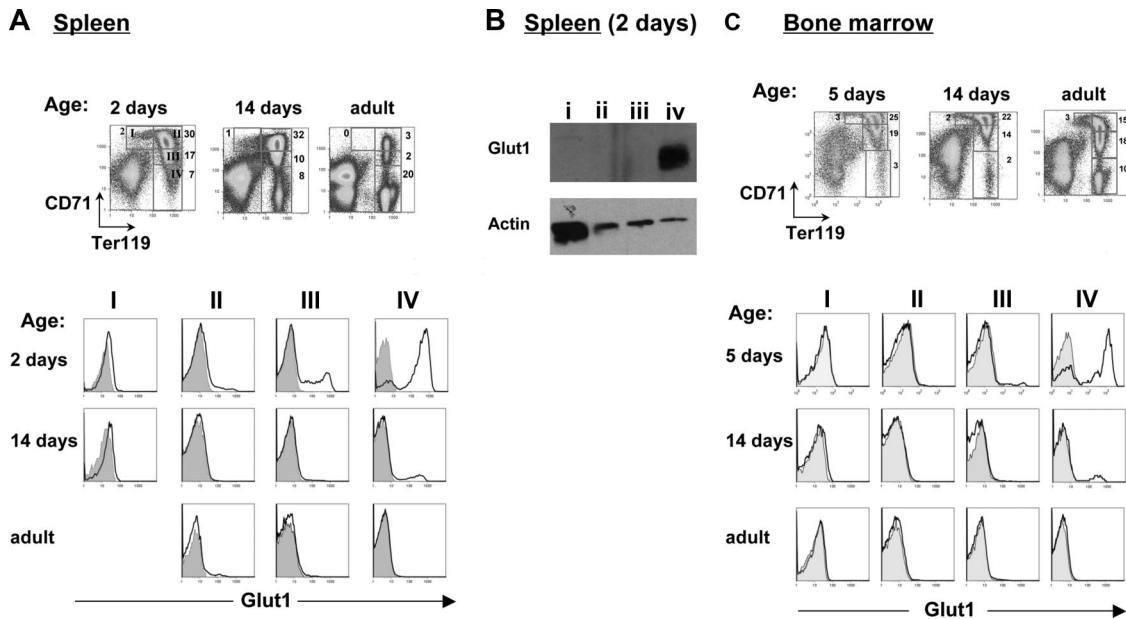 A Spleen
B Spleen (2 days)
C Bone marrow
Age: 2 days 14 days adult
2 I II 30
III 17
IV 7
1 32
10
8
0 3
2
20
CD71
Ter119
i ii iii iv
Glut1
Actin
5 days 14 days adult
3 25
19
3
2 22
14
2
3 15
18
10
CD71
Ter119
I II III IV
Age:
2 days
14 days
adult
Glut1
I II III IV
Age:
5 days
14 days
adult
Glut1